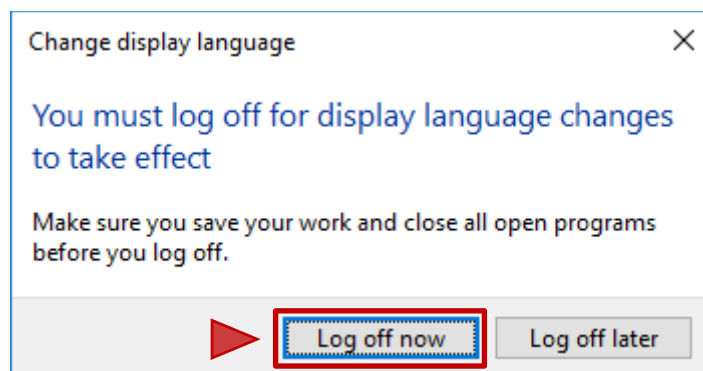 Change display language
You must log off for display language changes
to take effect
Make sure you save your work and close all open programs
before you log off.
Log off now
Log off later